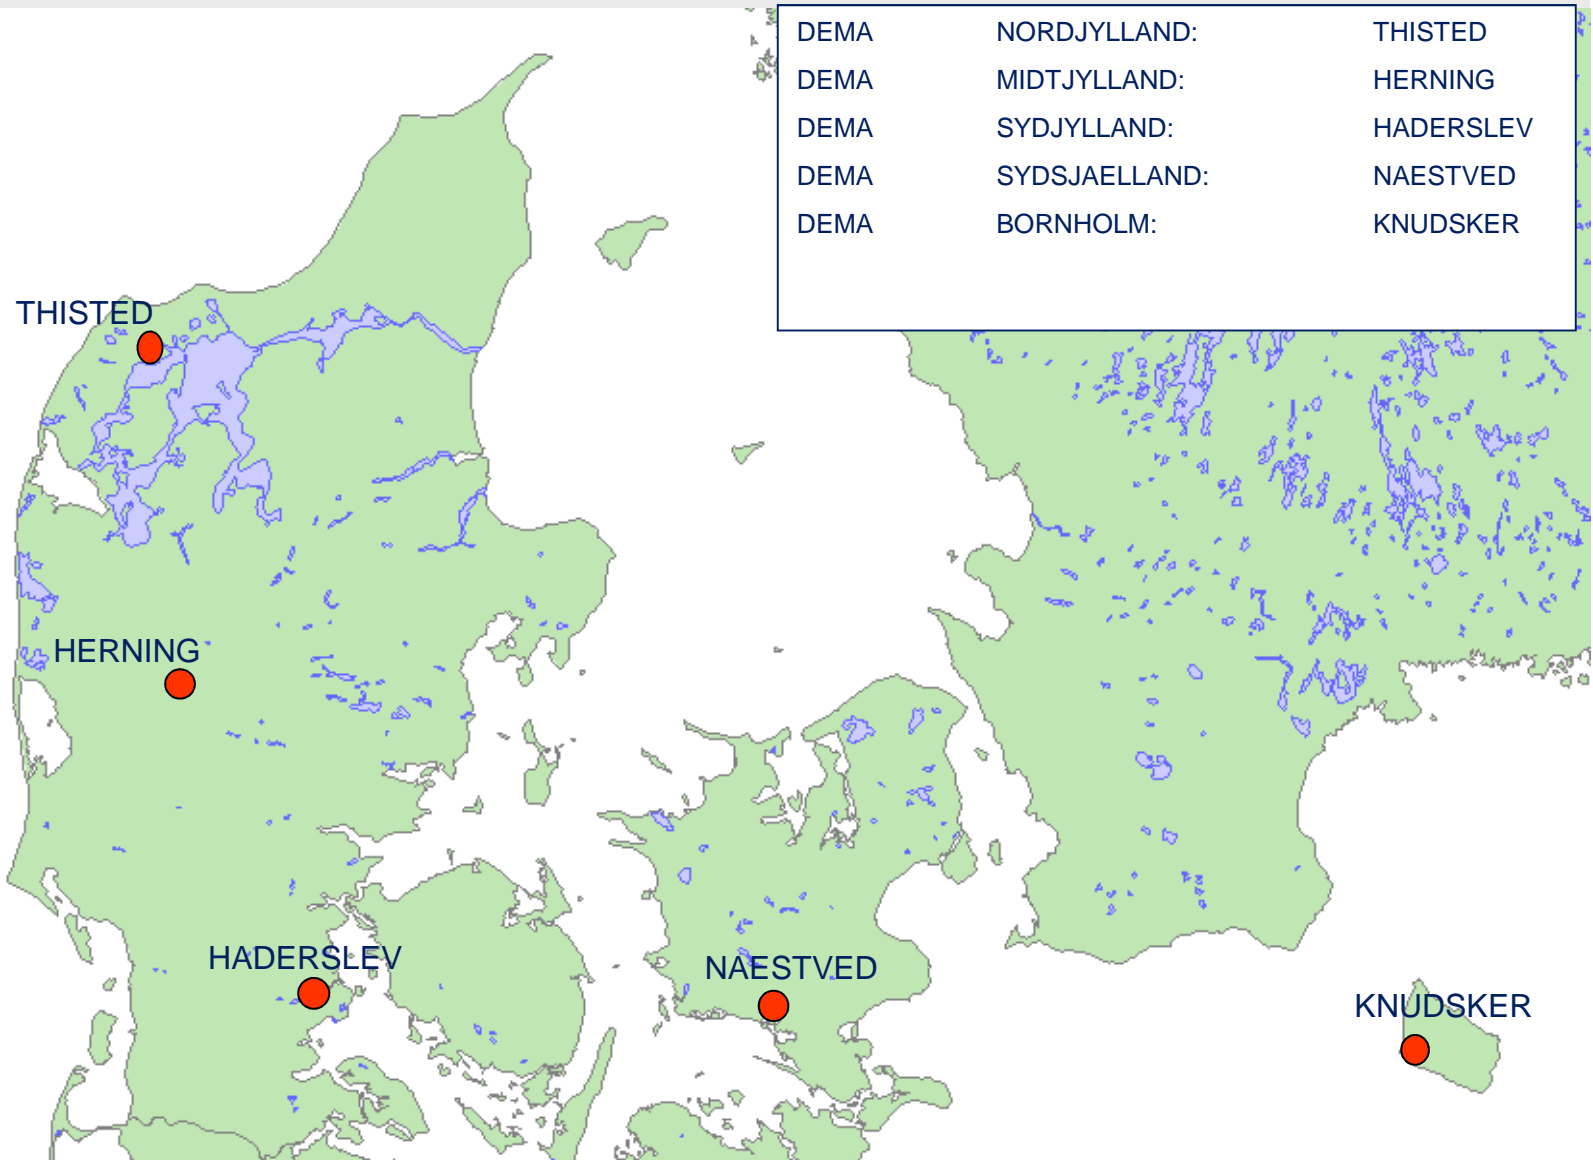 DEMA NORDJYLLAND: THISTED
DEMA MIDTJYLLAND: HERNING
DEMA SYDJYLLAND: HADERSLEV
DEMA SYDSJAELLAND: NAESTVED
DEMA BORNHOLM: KNUDSKER
THISTED
HERNING
HADERSLEV
NAESTVED
KNUDSKER